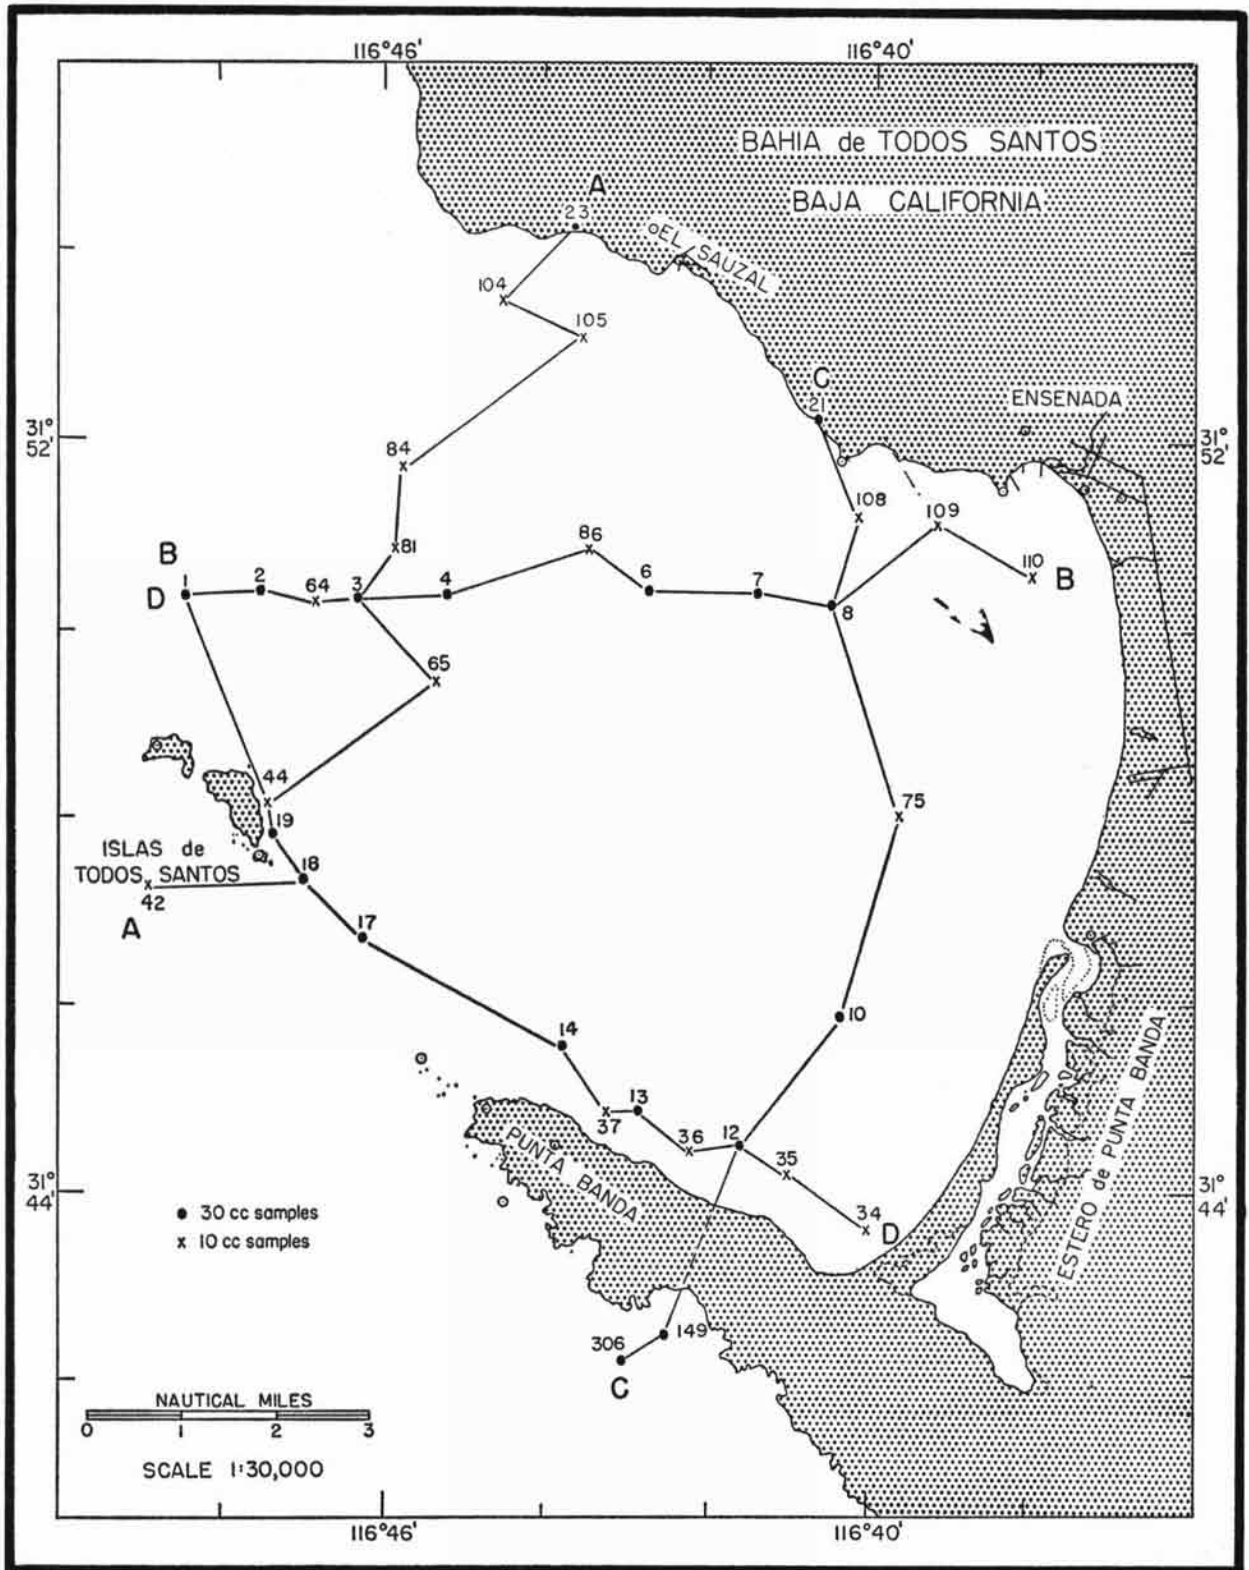 116°46'
116°40'
BAHIA de TODOS SANTOS
BAJA CALIFORNIA
A
23
EL SAUZAL
104
105
C
21
ENSENADA
31°
52'
31°
52'
84
108
109
86
81
110
B
B
D
1
2
64
3
4
6
7
8
65
44
75
19
ISLAS de
TODOS SANTOS
18
42
A
17
10
14
13
37
12
36
35
34
D
PUNTA BANDA
ESTERO de PUNTA BANDA
31°
44'
31°
44'
30 cc samples
x 10 cc samples
306
149
C
NAUTICAL MILES
0 1 2 3
SCALE 1:30,000
116°46'
116°40'